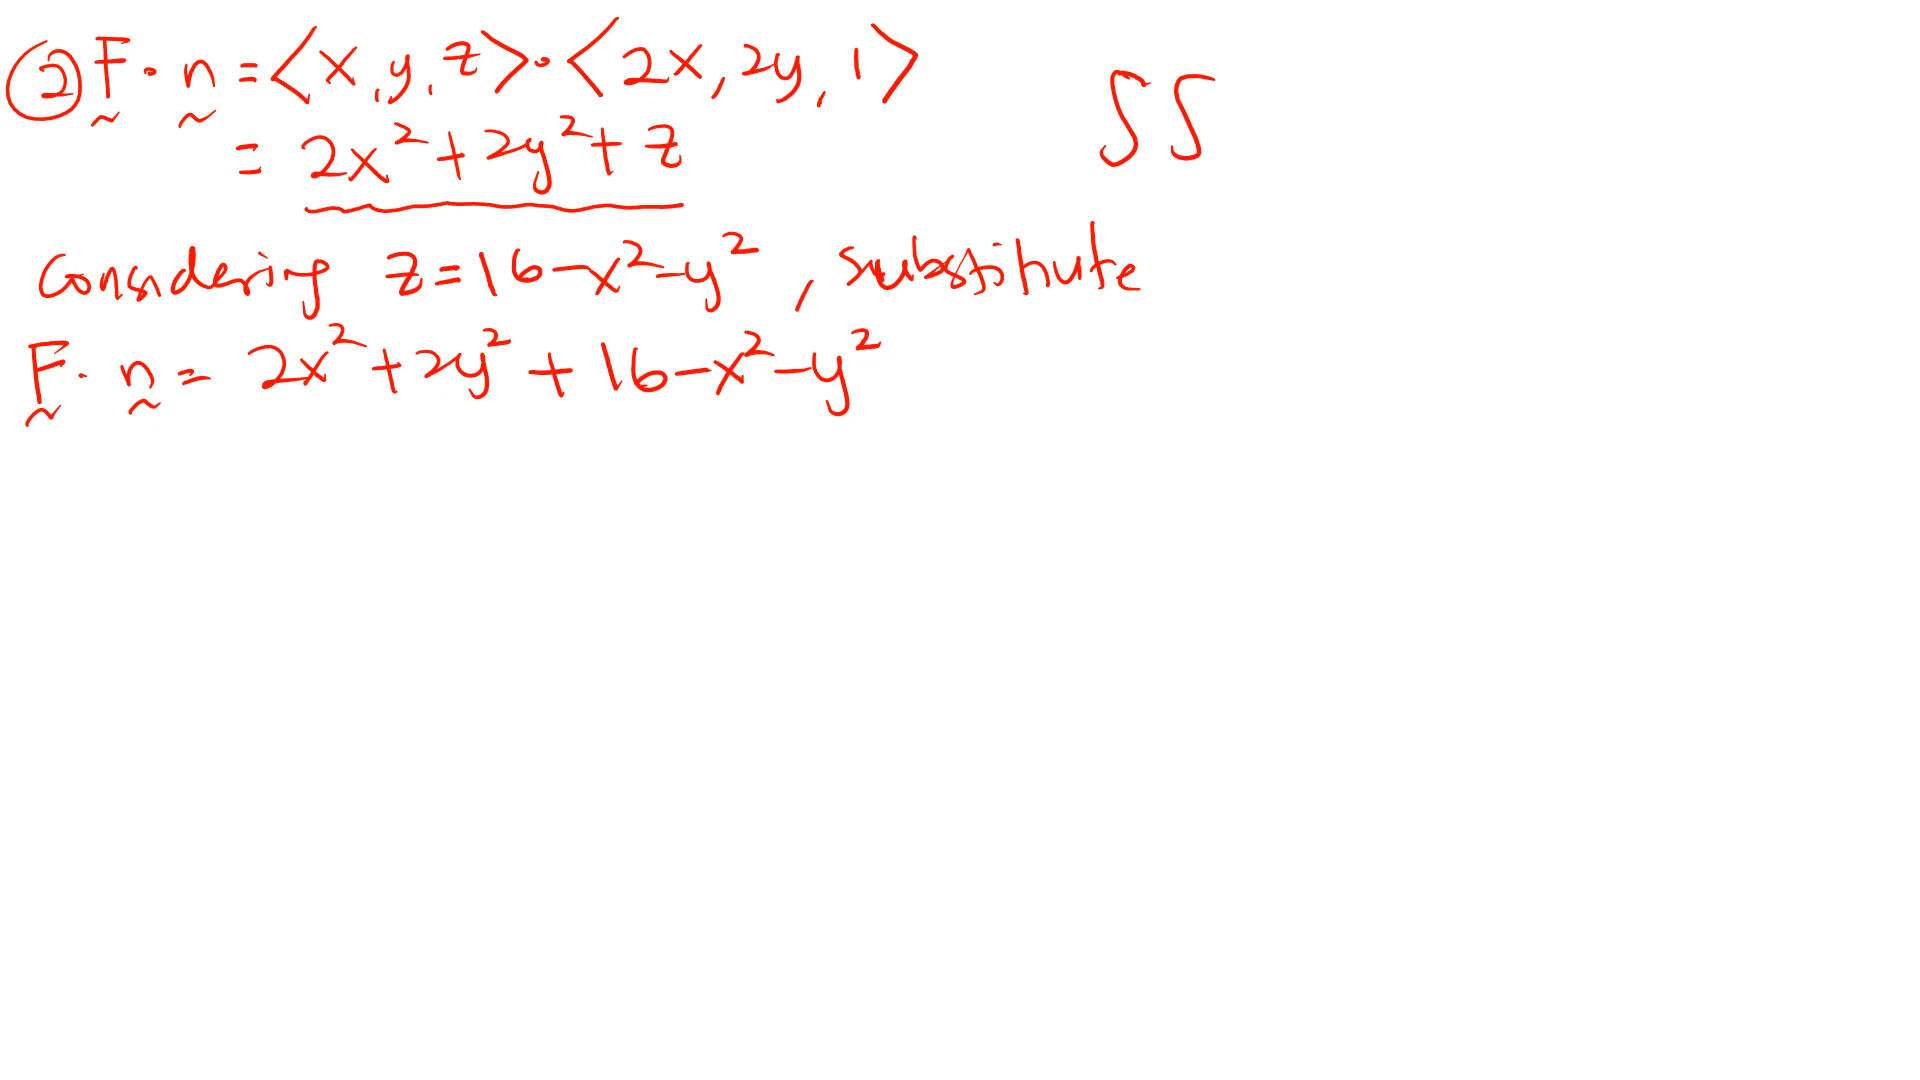 ② F · n = <x, y, z> · <2x, 2y, 1>
= 2x² + 2y² + z
∫∫
Considering z = 16 - x² - y², substitute
F · n = 2x² + 2y² + 16 - x² - y²